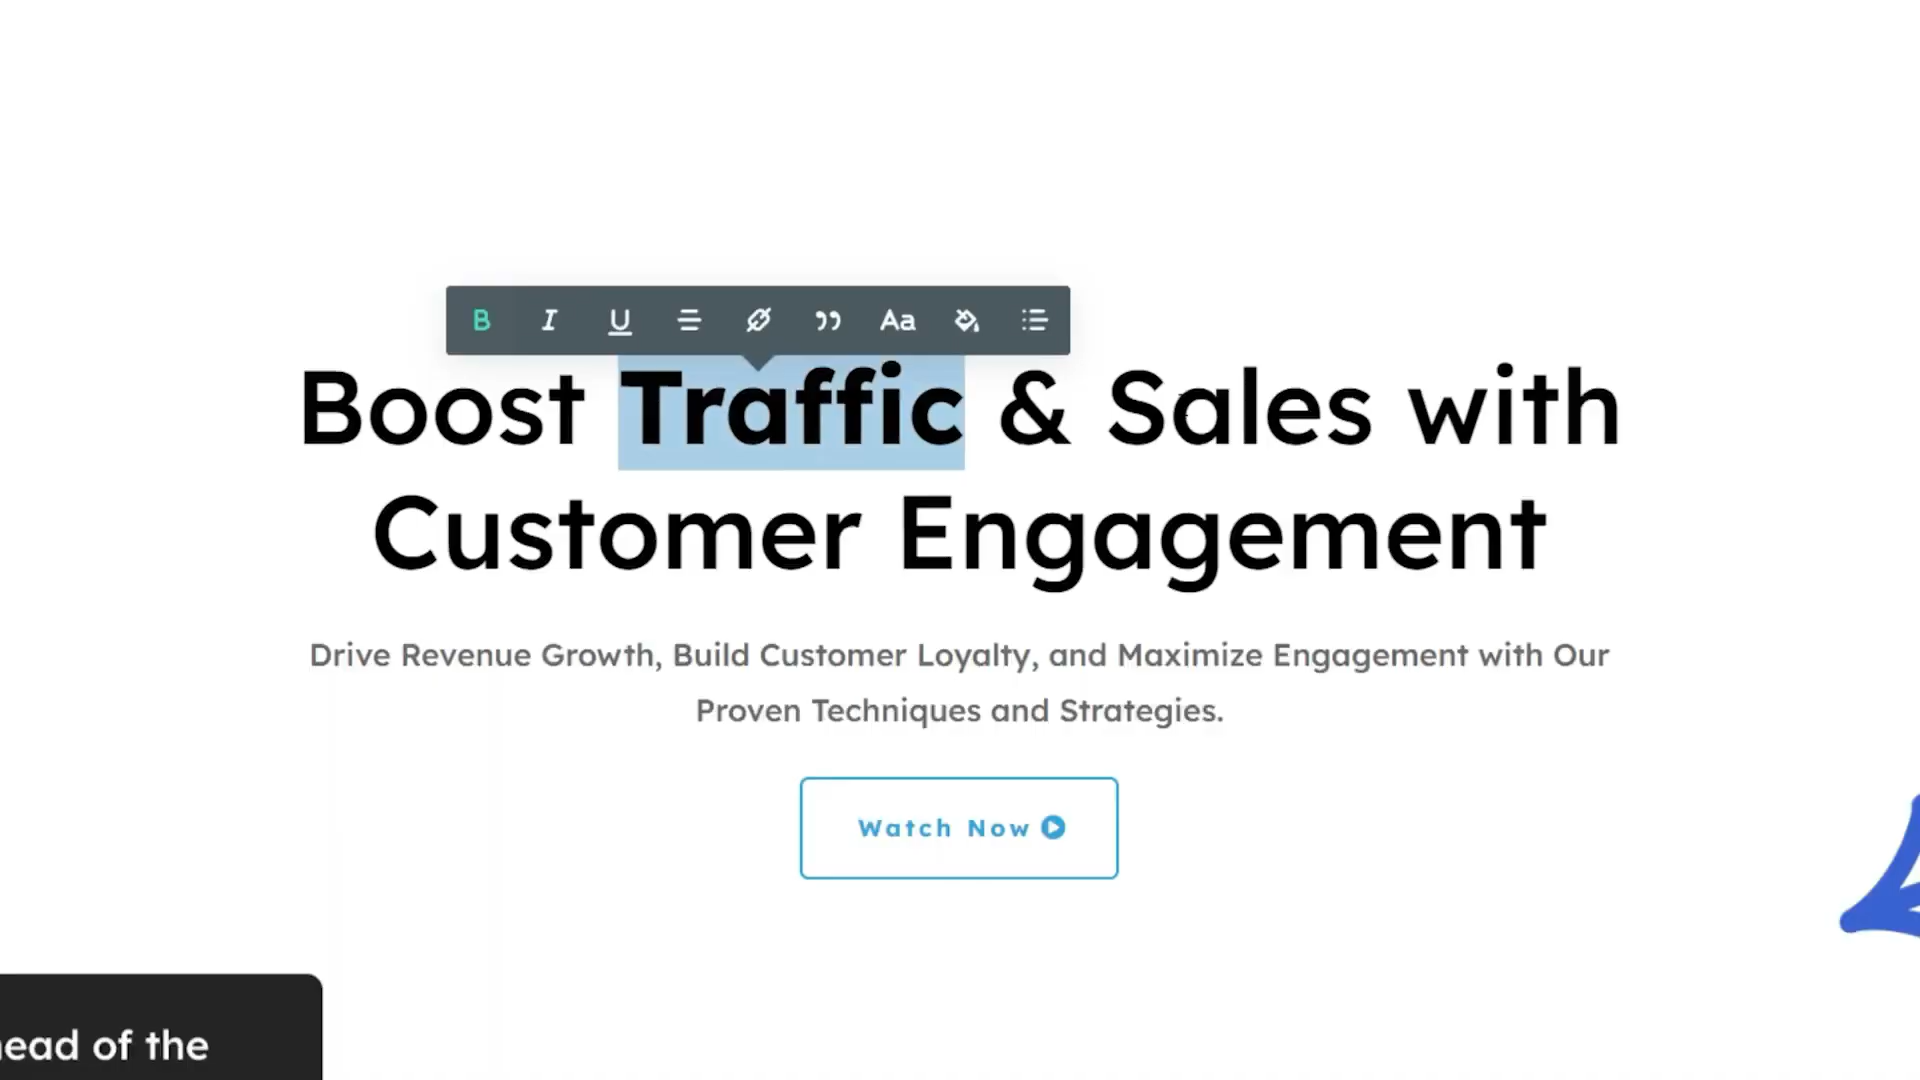 B I U Aa
Boost Traffic & Sales with
Customer Engagement
Drive Revenue Growth, Build Customer Loyalty, and Maximize Engagement with Our
Proven Techniques and Strategies.
Watch Now
of the